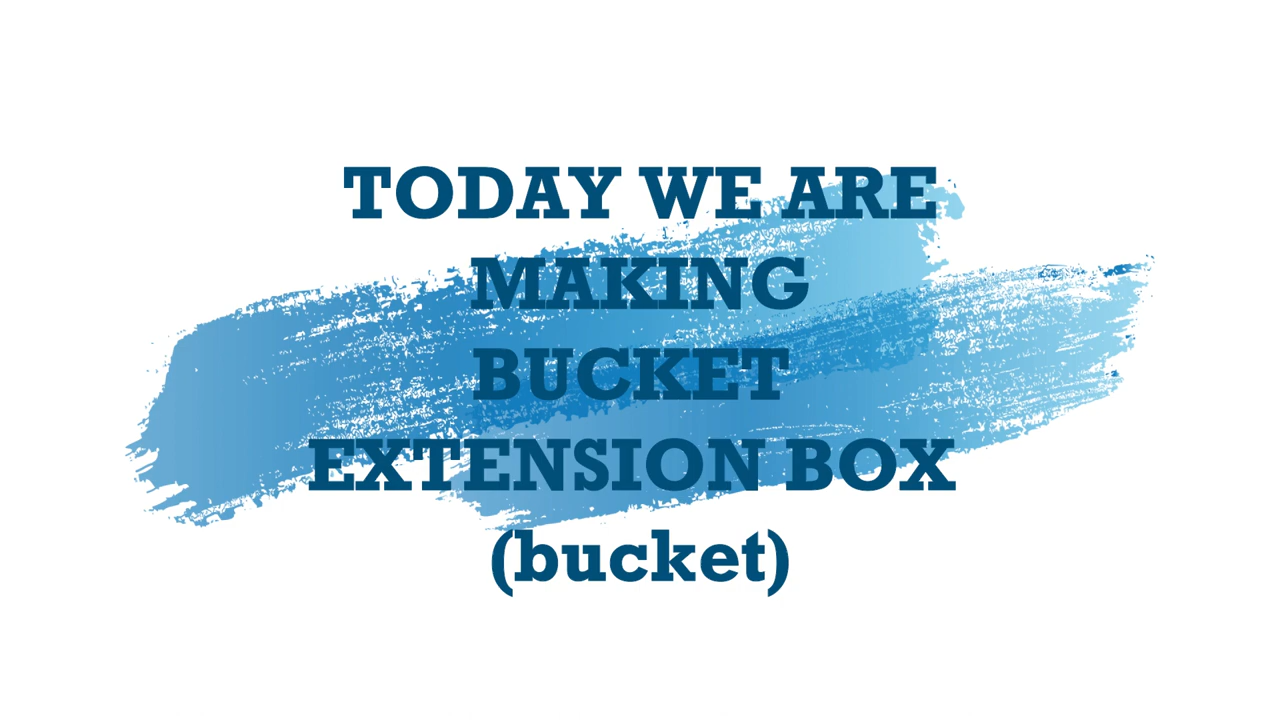 TODAY WE ARE
MAKING
BUCKET
EXTENSION BOX
(bucket)